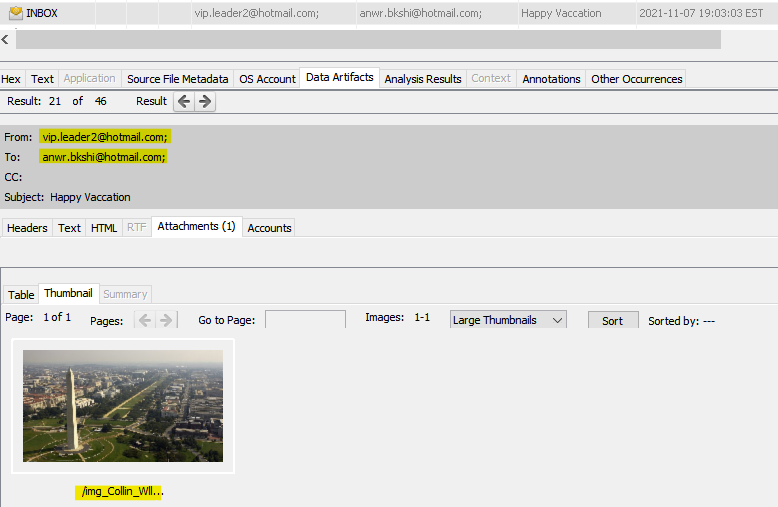 INBOX vip.leader2@hotmail.com; anwr.bkshi@hotmail.com; Happy Vaccation 2021-11-07 19:03:03 EST
Hex Text Application Source File Metadata OS Account Data Artifacts Analysis Results Context Annotations Other Occurrences
Result: 21 of 46 Result
From: vip.leader2@hotmail.com;
To: anwr.bkshi@hotmail.com;
CC:
Subject: Happy Vaccation
Headers Text HTML RTF Attachments (1) Accounts
Table Thumbnail Summary
Page: 1 of 1 Pages: Go to Page: Images: 1-1 Large Thumbnails Sort Sorted by: ---
/img_Collin_Wll...